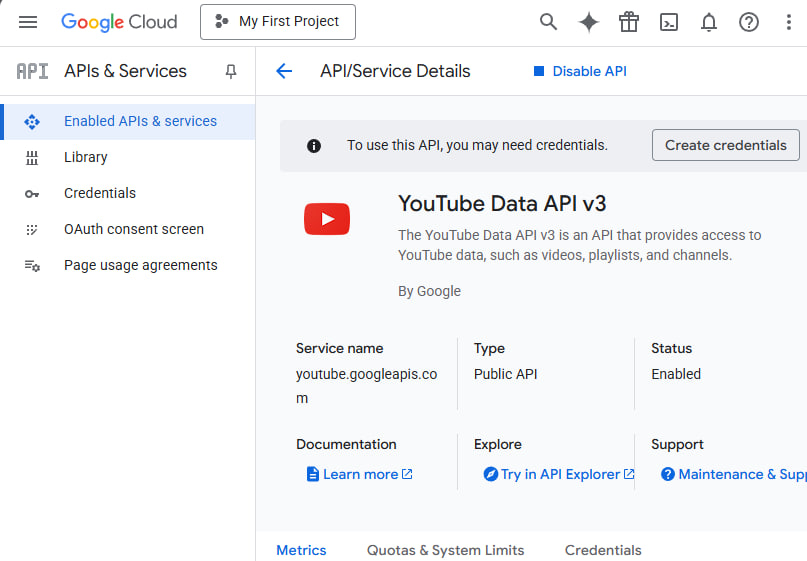 Google Cloud
My First Project
API APIs & Services
API/Service Details
Disable API
Enabled APIs & services
Library
Credentials
OAuth consent screen
Page usage agreements
To use this API, you may need credentials.
Create credentials
YouTube Data API v3
The YouTube Data API v3 is an API that provides access to
YouTube data, such as videos, playlists, and channels.
By Google
Service name
youtube.googleapis.co
m
Type
Public API
Status
Enabled
Documentation
Learn more
Explore
Try in API Explorer
Support
Maintenance & Supp
Metrics
Quotas & System Limits
Credentials